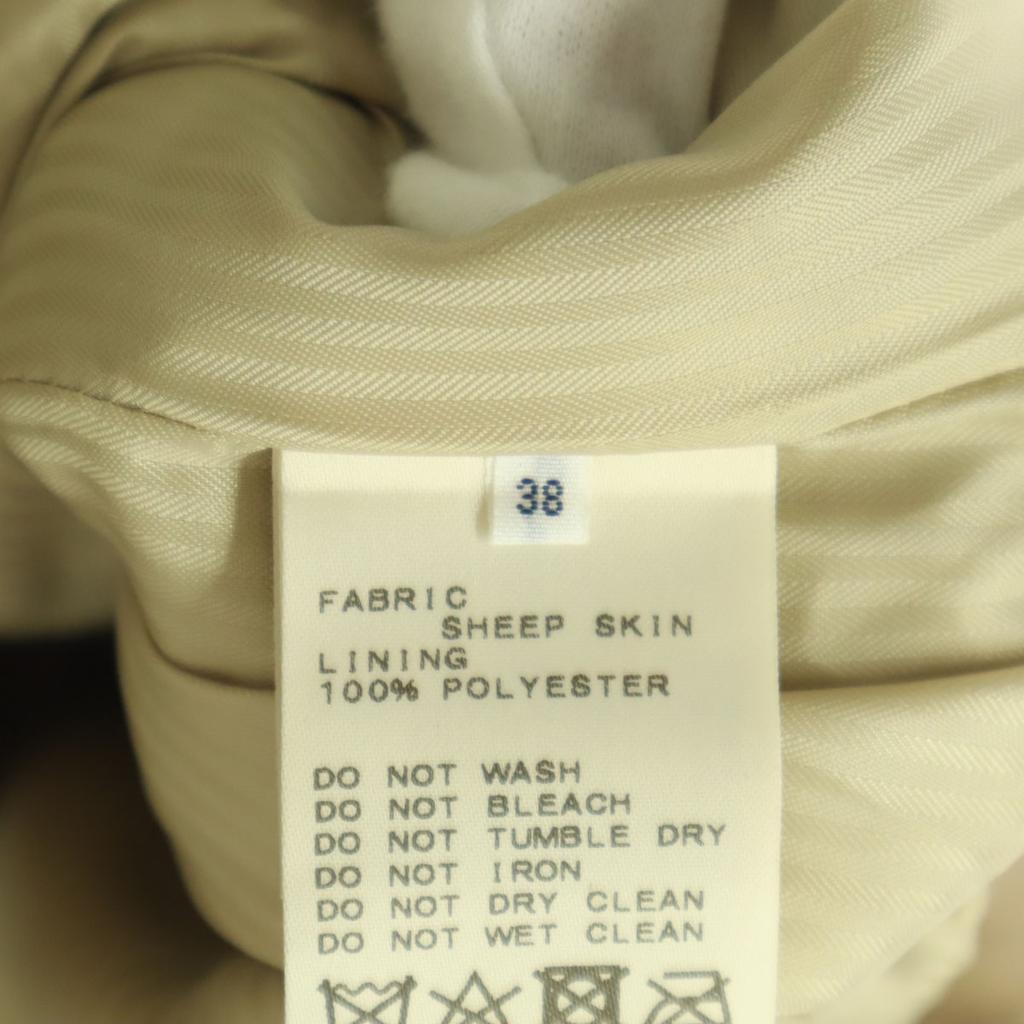 38
FABRIC
SHEEP SKIN
LINING
100% POLYESTER
DO NOT WASH
DO NOT BLEACH
DO NOT TUMBLE DRY
DO NOT IRON
DO NOT DRY CLEAN
DO NOT WET CLEAN